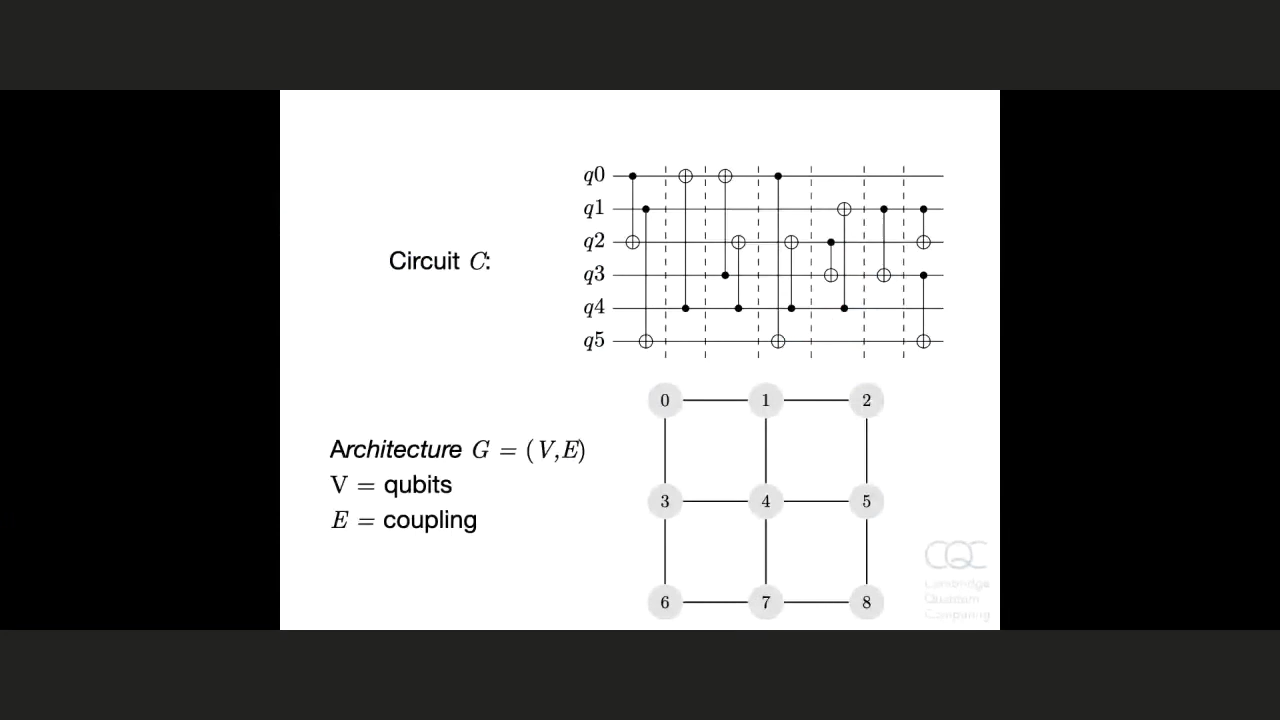 q0
q1
q2
Circuit C:
q3
q4
q5
0 1 2
Architecture G = (V,E)
V = qubits
3 4 5
E = coupling
CQC
Cambridge
Quantum
Computing
6 7 8